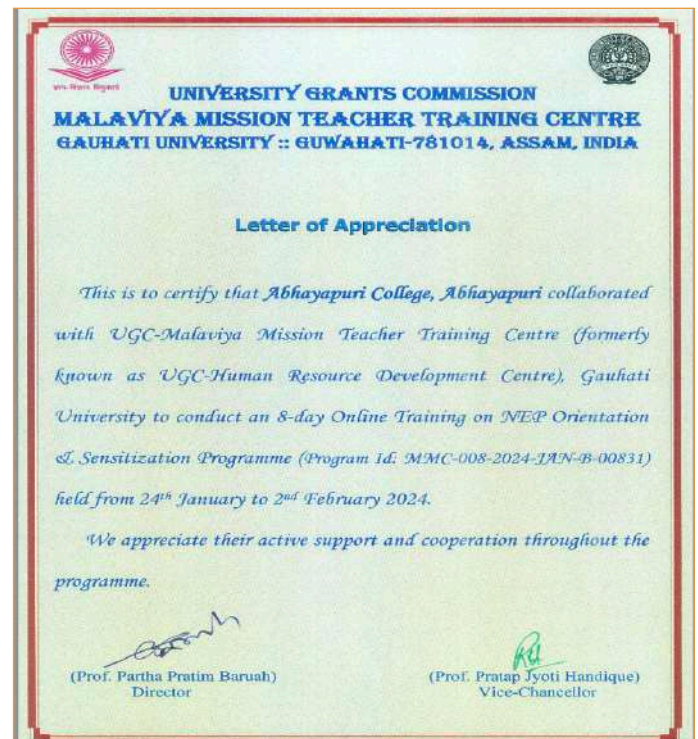 UNIVERSITY GRANTS COMMISSION
MALAVIYA MISSION TEACHER TRAINING CENTRE
GAUHATI UNIVERSITY :: GUWAHATI-781014, ASSAM, INDIA
Letter of Appreciation
This is to certify that Abhayapuri College, Abhayapuri collaborated
with UGC-Malaviya Mission Teacher Training Centre (formerly
known as UGC-Human Resource Development Centre), Gauhati
University to conduct an 8-day Online Training on NEP Orientation
& Sensitization Programme (Program Id: MMC-008-2024-JAN-B-00831)
held from 24th January to 2nd February 2024.
We appreciate their active support and cooperation throughout the
programme.
(Prof. Partha Pratim Baruah)
Director
(Prof. Pratap Jyoti Handique)
Vice-Chancellor